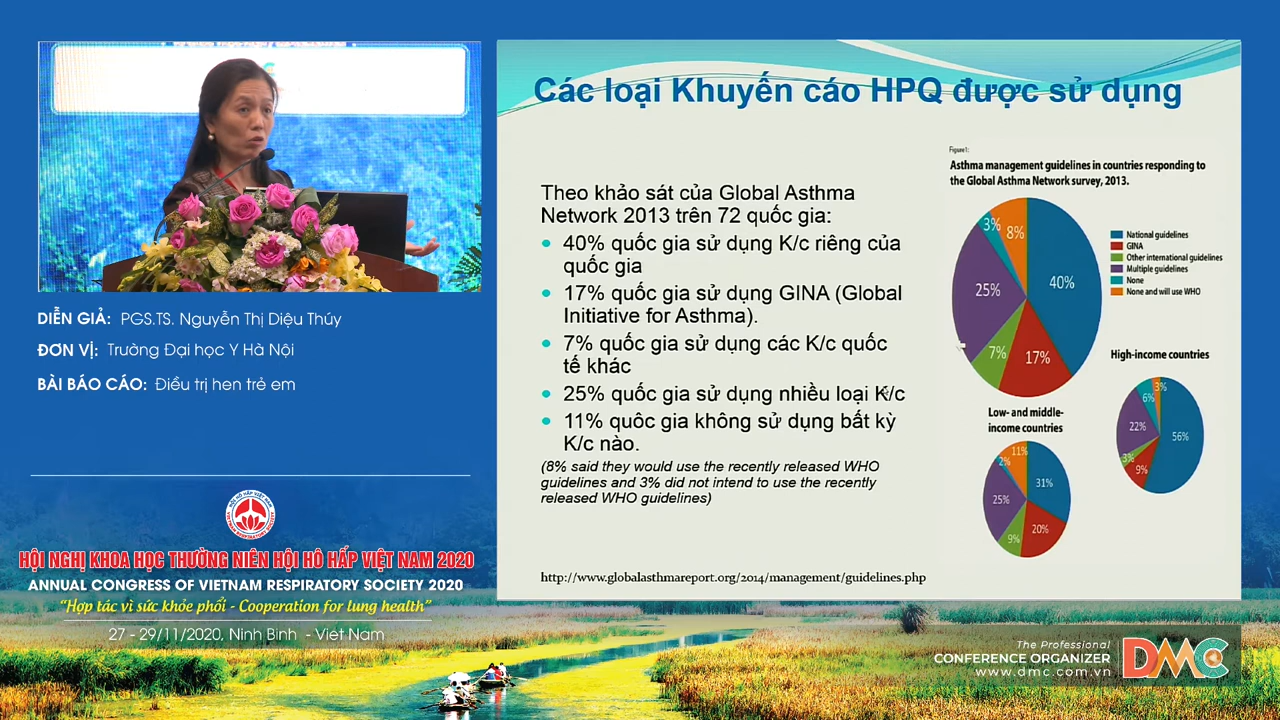 DIỄN GIẢ: PGS.TS. Nguyễn Thị Diệu Thúy
ĐƠN VỊ: Trường Đại học Y Hà Nội
BÀI BÁO CÁO: Điều trị hen trẻ em
HỘI HÔ HẤP VIỆT NAM
VIETNAM RESPIRATORY SOCIETY
HỘI NGHỊ KHOA HỌC THƯỜNG NIÊN HỘI HÔ HẤP VIỆT NAM 2020
ANNUAL CONGRESS OF VIETNAM RESPIRATORY SOCIETY 2020
“Hợp tác vì sức khỏe phổi - Cooperation for lung health”
27 - 29/11/2020, Ninh Bình - Việt Nam
Các loại Khuyến cáo HPQ được sử dụng
Theo khảo sát của Global Asthma
Network 2013 trên 72 quốc gia:
• 40% quốc gia sử dụng K/c riêng của
quốc gia
• 17% quốc gia sử dụng GINA (Global
Initiative for Asthma).
• 7% quốc gia sử dụng các K/c quốc
tế khác
• 25% quốc gia sử dụng nhiều loại K/c
• 11% quôc gia không sử dụng bất kỳ
K/c nào.
(8% said they would use the recently released WHO
guidelines and 3% did not intend to use the recently
released WHO guidelines)
http://www.globalasthmareport.org/2014/management/guidelines.php
Figure1:
Asthma management guidelines in countries responding to
the Global Asthma Network survey, 2013.
3%
8%
25%
40%
7%
17%
National guidelines
GINA
Other international guidelines
Multiple guidelines
None
None and will use WHO
High-income countries
3%
6%
22%
56%
3%
9%
Low- and middle-
income countries
11%
2%
31%
25%
20%
9%
The Professional
CONFERENCE ORGANIZER
www.dmc.com.vn
DMC